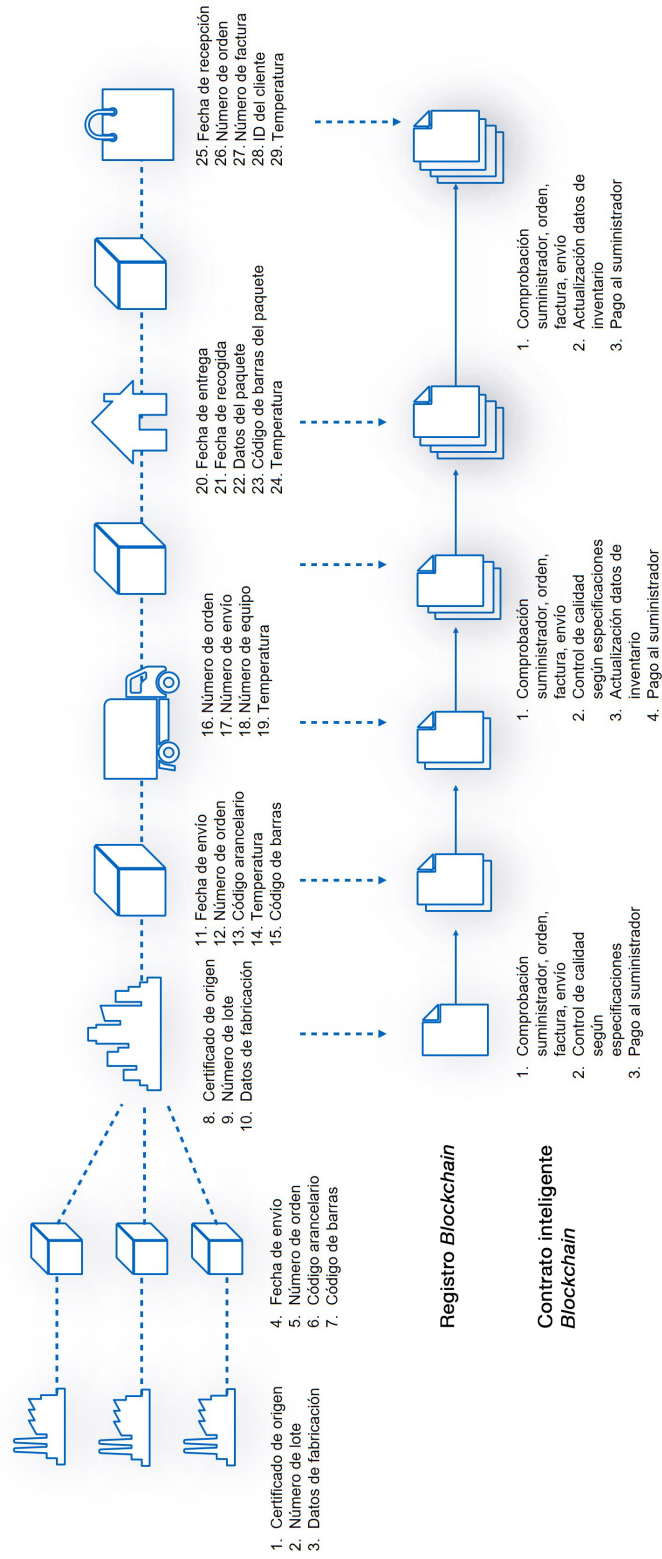 1. Certificado de origen
2. Número de lote
3. Datos de fabricación
4. Fecha de envío
5. Número de orden
6. Código arancelario
7. Código de barras
8. Certificado de origen
9. Número de lote
10. Datos de fabricación
11. Fecha de envío
12. Número de orden
13. Código arancelario
14. Temperatura
15. Código de barras
16. Número de orden
17. Número de envío
18. Número de equipo
19. Temperatura
20. Fecha de entrega
21. Fecha de recogida
22. Datos del paquete
23. Código de barras del paquete
24. Temperatura
25. Fecha de recepción
26. Número de orden
27. Número de factura
28. ID del cliente
29. Temperatura
Registro Blockchain
Contrato inteligente
Blockchain
1. Comprobación
suministrador, orden,
factura, envío
2. Control de calidad
según
especificaciones
3. Pago al suministrador
1. Comprobación
suministrador, orden,
factura, envío
2. Control de calidad
según especificaciones
3. Actualización datos de
inventario
4. Pago al suministrador
1. Comprobación
suministrador, orden,
factura, envío
2. Actualización datos de
inventario
3. Pago al suministrador